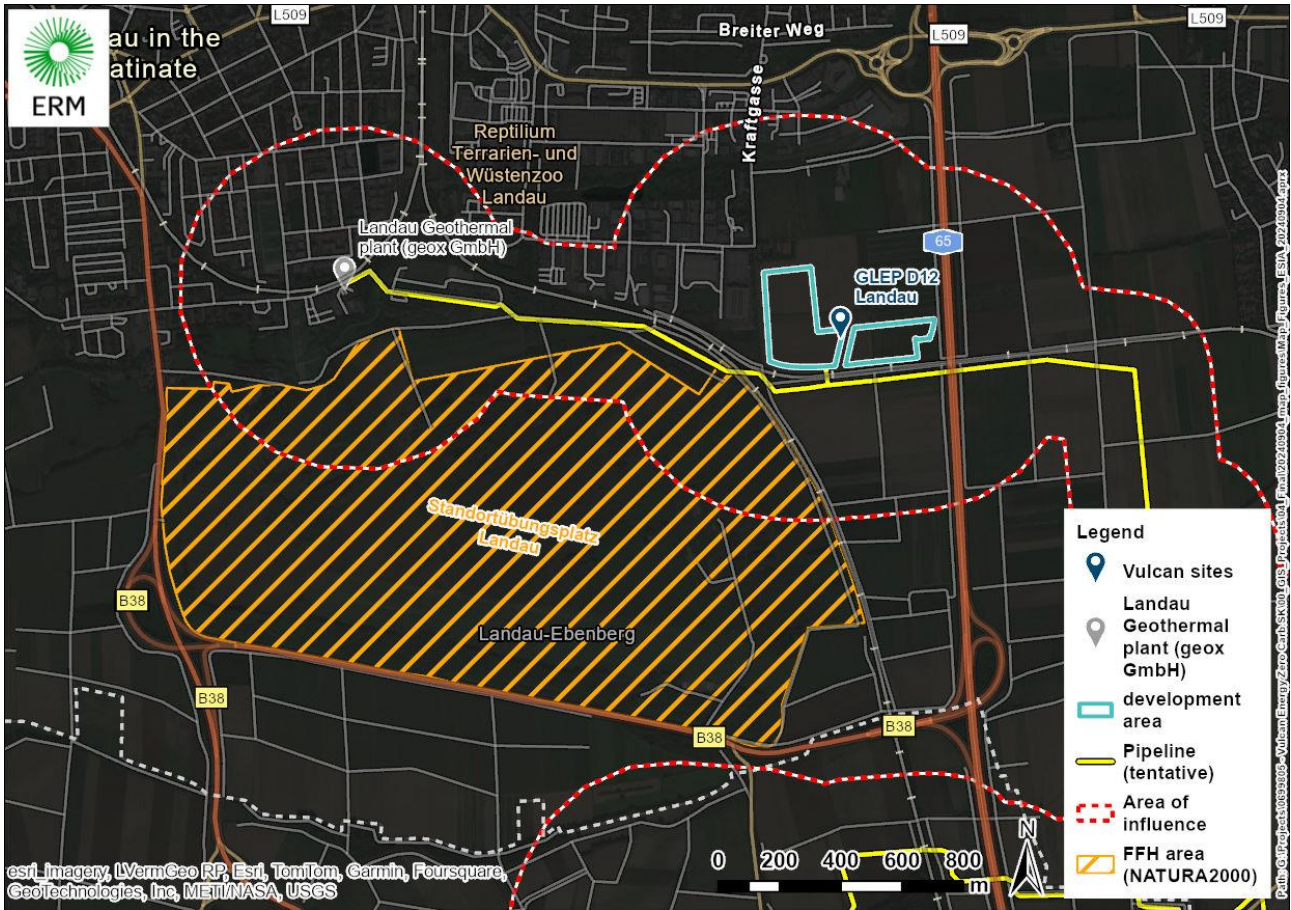 ERM
au in the
atinate
L509
Breiter Weg
L509
L509
Kraftgasse
Reptilium
Terrarien- und
Wüstenzoo
Landau
Landau Geothermal
plant (geox GmbH)
65
GLEP D12
Landau
Standortübungsplatz
Landau
Landau-Ebenberg
B38
B38
B38
B38
Legend
Vulcan sites
Landau
Geothermal
plant (geox
GmbH)
development
area
Pipeline
(tentative)
Area of
influence
FFH area
(NATURA2000)
N
0 200 400 600 800
m
esri_imagery, LVermGeo RP, Esri, TomTom, Garmin, Foursquare,
GeoTechnologies, Inc, METI/NASA, USGS